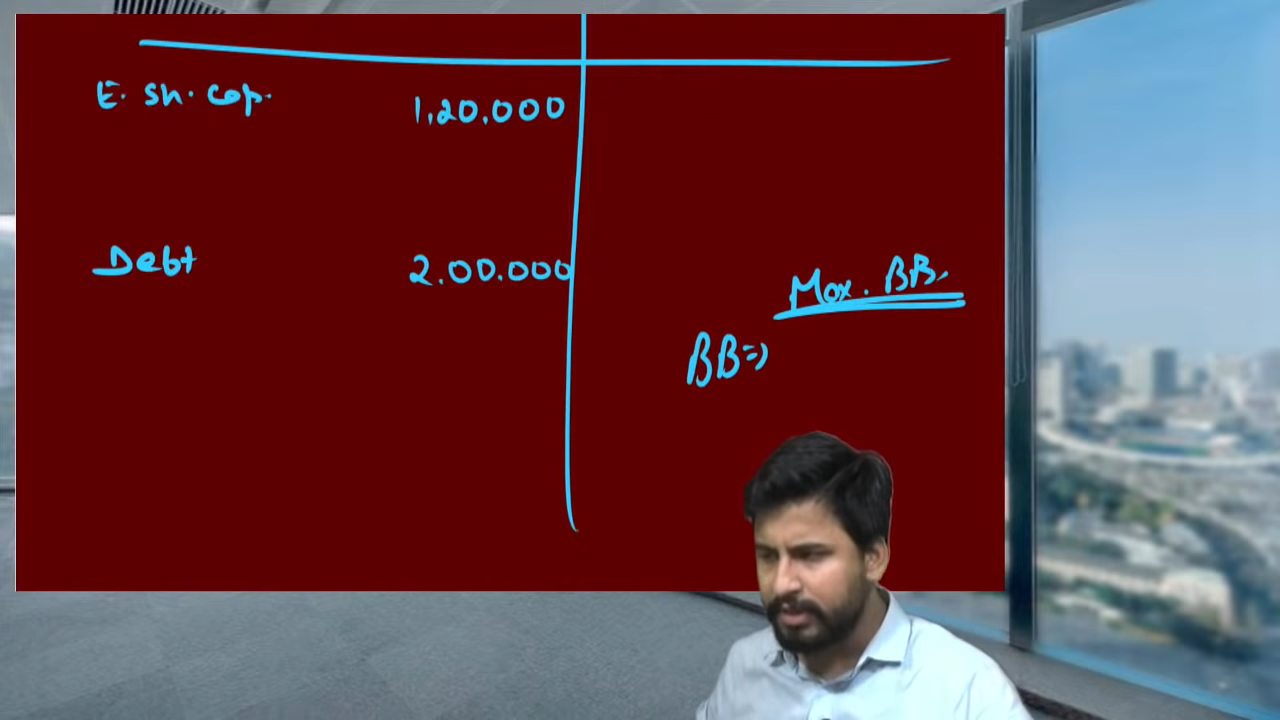 E. Sh. Cap. 1,20,000
Debt 2.00.000
Max. BB.
BB⇒